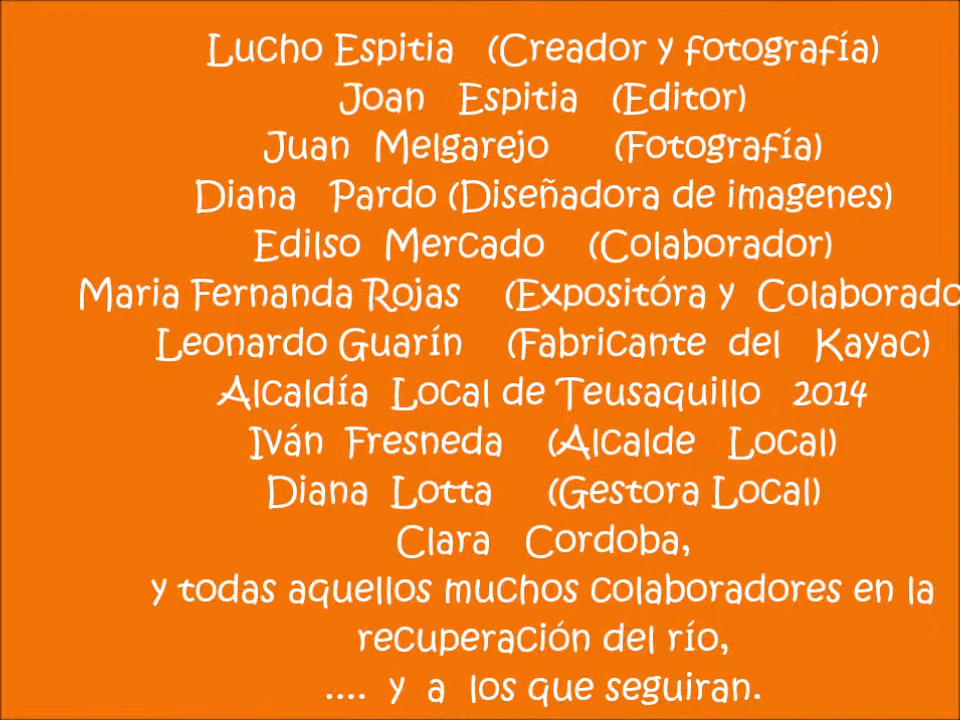 Lucho Espitia (Creador y fotografía)
Joan Espitia (Editor)
Juan Melgarejo (Fotografía)
Diana Pardo (Diseñadora de imagenes)
Edilso Mercado (Colaborador)
Maria Fernanda Rojas (Expositóra y Colaborado
Leonardo Guarín (Fabricante del Kayac)
Alcaldía Local de Teusaquillo 2014
Iván Fresneda (Alcalde Local)
Diana Lotta (Gestora Local)
Clara Cordoba,
y todas aquellos muchos colaboradores en la
recuperación del río,
.... y a los que seguiran.